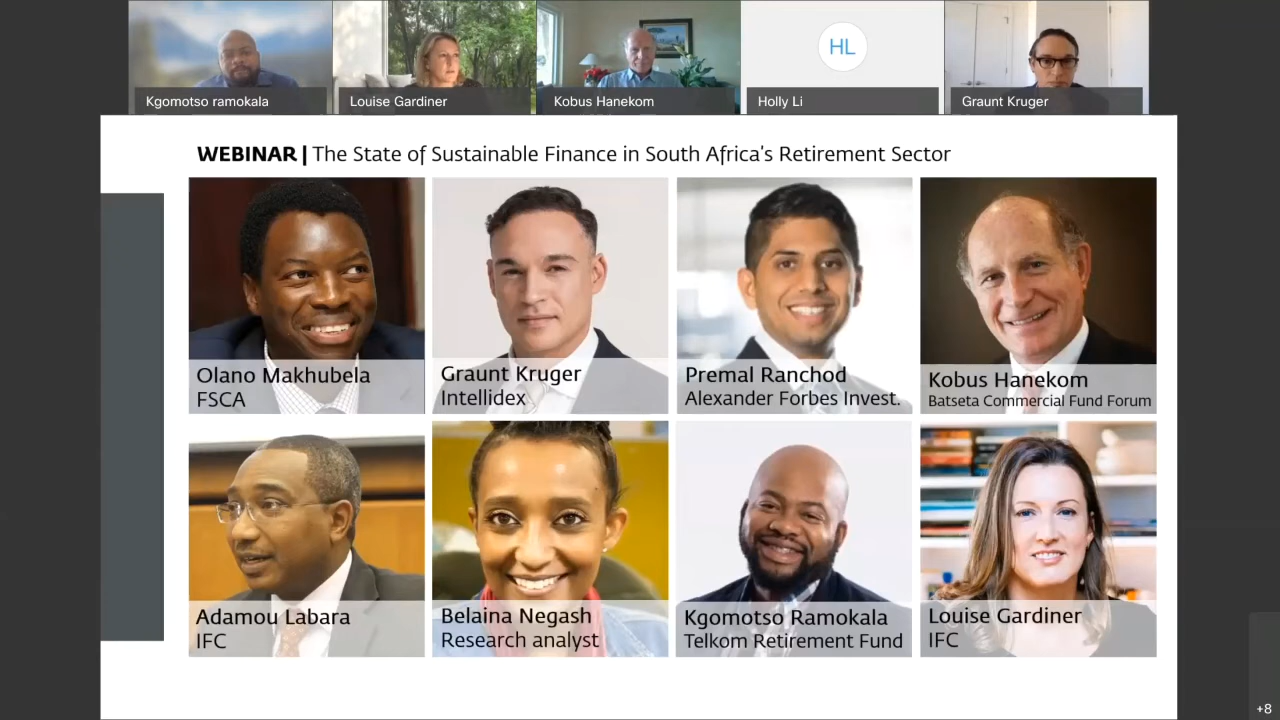 HL
Kgomotso ramokala
Louise Gardiner
Kobus Hanekom
Holly Li
Graunt Kruger
WEBINAR | The State of Sustainable Finance in South Africa's Retirement Sector
Olano Makhubela
FSCA
Graunt Kruger
Intellidex
Premal Ranchod
Alexander Forbes Invest.
Kobus Hanekom
Batseta Commercial Fund Forum
Adamou Labara
IFC
Belaina Negash
Research analyst
Kgomotso Ramokala
Telkom Retirement Fund
Louise Gardiner
IFC
+8